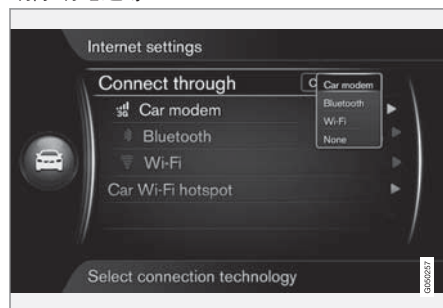 Internet settings
Connect through
C
Car modem
Bluetooth
Wi-Fi
None
3G
Car modem
Bluetooth
Wi-Fi
Car Wi-Fi hotspot
Select connection technology
G050257